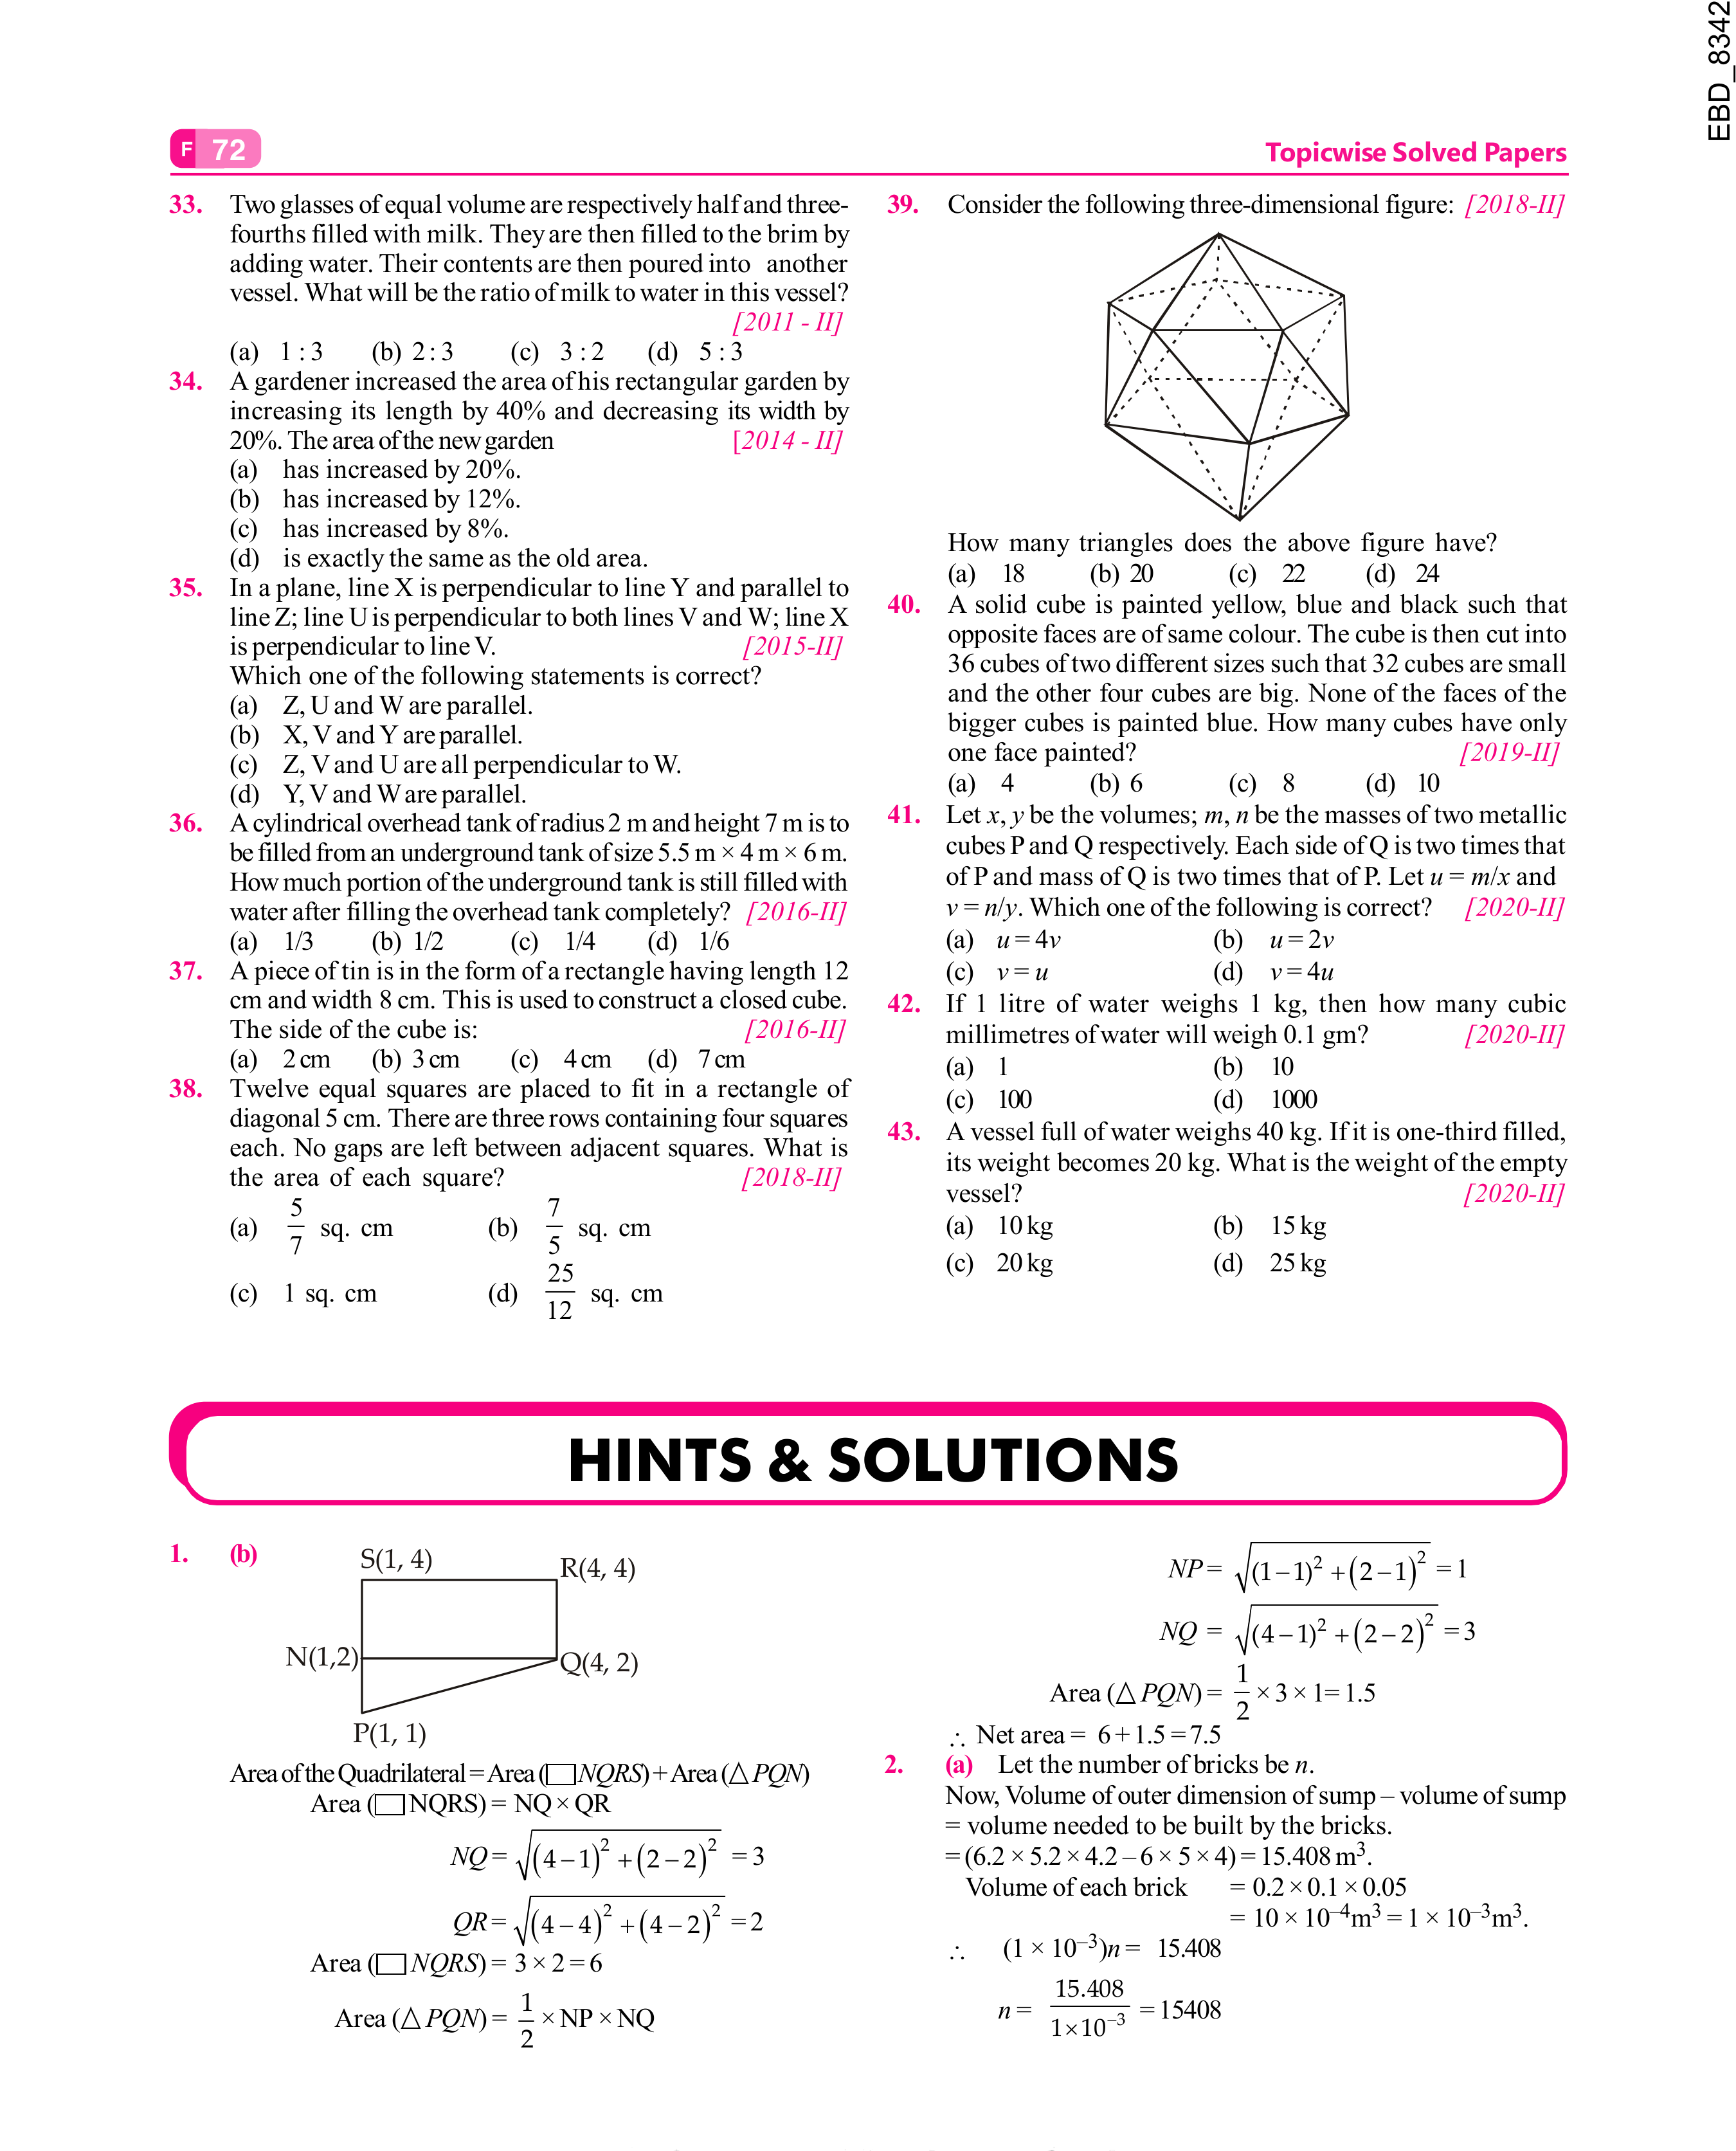 EBD_8342
F 72
Topicwise Solved Papers
33. Two glasses of equal volume are respectively half and three-
fourths filled with milk. They are then filled to the brim by
adding water. Their contents are then poured into another
vessel. What will be the ratio of milk to water in this vessel?
[2011 - II]
(a) 1 : 3 (b) 2 : 3 (c) 3 : 2 (d) 5 : 3
34. A gardener increased the area of his rectangular garden by
increasing its length by 40% and decreasing its width by
20%. The area of the new garden [2014 - II]
(a) has increased by 20%.
(b) has increased by 12%.
(c) has increased by 8%.
(d) is exactly the same as the old area.
35. In a plane, line X is perpendicular to line Y and parallel to
line Z; line U is perpendicular to both lines V and W; line X
is perpendicular to line V. [2015-II]
Which one of the following statements is correct?
(a) Z, U and W are parallel.
(b) X, V and Y are parallel.
(c) Z, V and U are all perpendicular to W.
(d) Y, V and W are parallel.
36. A cylindrical overhead tank of radius 2 m and height 7 m is to
be filled from an underground tank of size 5.5 m × 4 m × 6 m.
How much portion of the underground tank is still filled with
water after filling the overhead tank completely? [2016-II]
(a) 1/3 (b) 1/2 (c) 1/4 (d) 1/6
37. A piece of tin is in the form of a rectangle having length 12
cm and width 8 cm. This is used to construct a closed cube.
The side of the cube is: [2016-II]
(a) 2 cm (b) 3 cm (c) 4 cm (d) 7 cm
38. Twelve equal squares are placed to fit in a rectangle of
diagonal 5 cm. There are three rows containing four squares
each. No gaps are left between adjacent squares. What is
the area of each square? [2018-II]
(a) 5/7 sq. cm (b) 7/5 sq. cm
(c) 1 sq. cm (d) 25/12 sq. cm
39. Consider the following three-dimensional figure: [2018-II]
How many triangles does the above figure have?
(a) 18 (b) 20 (c) 22 (d) 24
40. A solid cube is painted yellow, blue and black such that
opposite faces are of same colour. The cube is then cut into
36 cubes of two different sizes such that 32 cubes are small
and the other four cubes are big. None of the faces of the
bigger cubes is painted blue. How many cubes have only
one face painted? [2019-II]
(a) 4 (b) 6 (c) 8 (d) 10
41. Let x, y be the volumes; m, n be the masses of two metallic
cubes P and Q respectively. Each side of Q is two times that
of P and mass of Q is two times that of P. Let u = m/x and
v = n/y. Which one of the following is correct? [2020-II]
(a) u = 4v (b) u = 2v
(c) v = u (d) v = 4u
42. If 1 litre of water weighs 1 kg, then how many cubic
millimetres of water will weigh 0.1 gm? [2020-II]
(a) 1 (b) 10
(c) 100 (d) 1000
43. A vessel full of water weighs 40 kg. If it is one-third filled,
its weight becomes 20 kg. What is the weight of the empty
vessel? [2020-II]
(a) 10 kg (b) 15 kg
(c) 20 kg (d) 25 kg
HINTS & SOLUTIONS
1. (b)
S(1, 4)
R(4, 4)
N(1,2)
Q(4, 2)
P(1, 1)
Area of the Quadrilateral = Area (□ NQRS) + Area (△ PQN)
Area (□ NQRS) = NQ × QR
NQ = √((4 – 1)² + (2 – 2)²) = 3
QR = √((4 – 4)² + (4 – 2)²) = 2
Area (□ NQRS) = 3 × 2 = 6
Area (△ PQN) = 1/2 × NP × NQ
NP = √((1 – 1)² + (2 – 1)²) = 1
NQ = √((4 – 1)² + (2 – 2)²) = 3
Area (△ PQN) = 1/2 × 3 × 1 = 1.5
∴ Net area = 6 + 1.5 = 7.5
2. (a) Let the number of bricks be n.
Now, Volume of outer dimension of sump – volume of sump
= volume needed to be built by the bricks.
= (6.2 × 5.2 × 4.2 – 6 × 5 × 4) = 15.408 m³.
Volume of each brick = 0.2 × 0.1 × 0.05
= 10 × 10⁻⁴m³ = 1 × 10⁻³m³.
∴ (1 × 10⁻³)n = 15.408
n = 15.408/1×10⁻³ = 15408